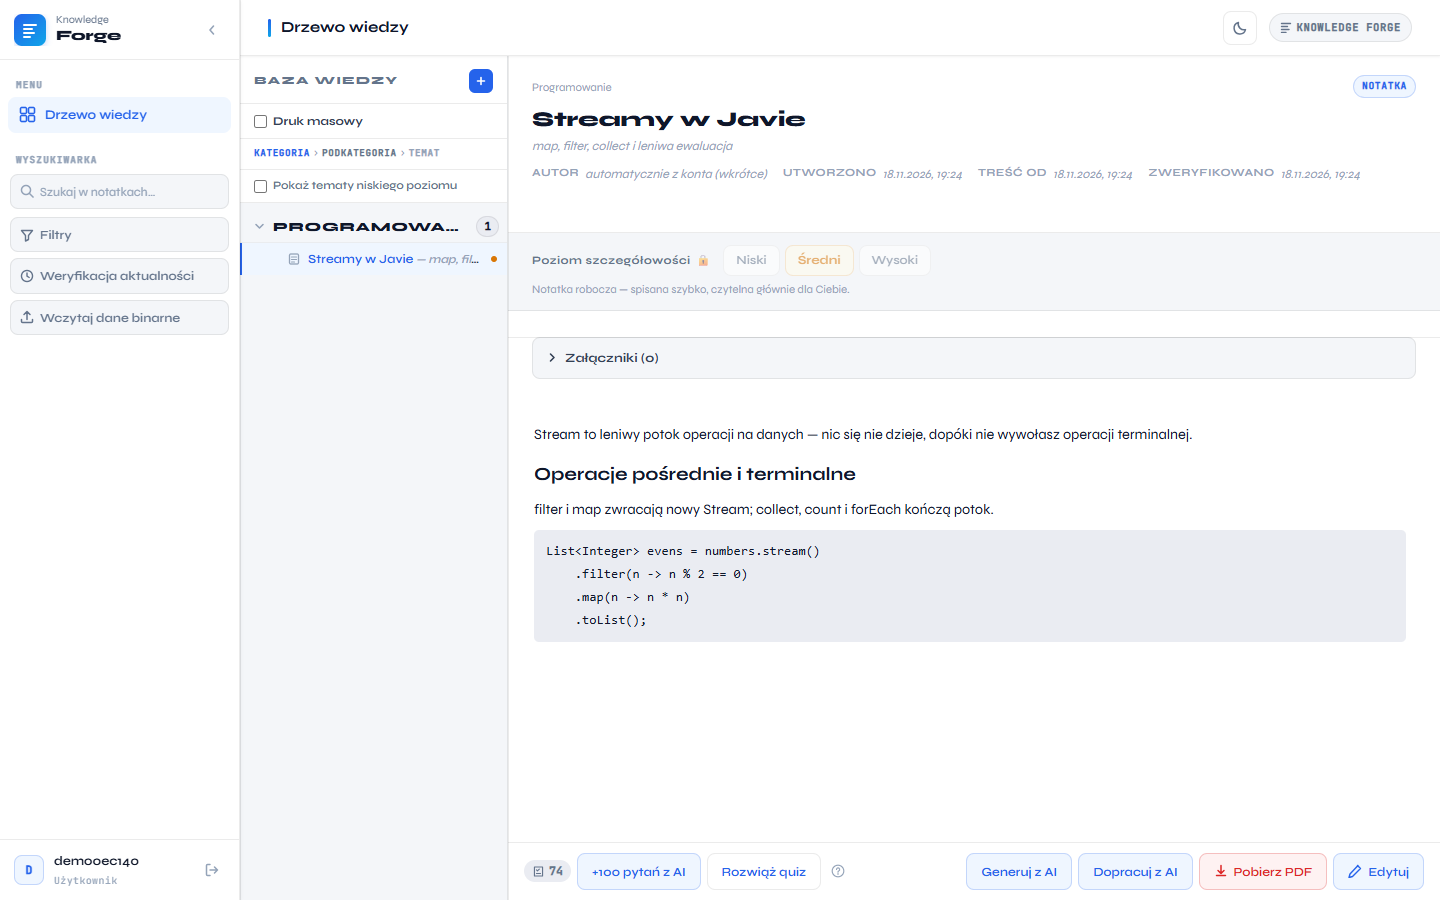 Knowledge
Forge
MENU
Drzewo wiedzy
WYSZUKIWARKA
Szukaj w notatkach...
Filtry
Weryfikacja aktualności
Wczytaj dane binarne
D
demo0ec140
Użytkownik
Drzewo wiedzy
KNOWLEDGE FORGE
BAZA WIEDZY
+
Druk masowy
KATEGORIA › PODKATEGORIA › TEMAT
Pokaż tematy niskiego poziomu
PROGRAMOWA... 1
Streamy w Javie — map, fil...
Programowanie
NOTATKA
Streamy w Javie
map, filter, collect i leniwa ewaluacja
AUTOR automatycznie z konta (wkrótce) UTWORZONO 18.11.2026, 19:24 TREŚĆ OD 18.11.2026, 19:24 ZWERYFIKOWANO 18.11.2026, 19:24
Poziom szczegółowości Niski Średni Wysoki
Notatka robocza — spisana szybko, czytelna głównie dla Ciebie.
Załączniki (0)
Stream to leniwy potok operacji na danych — nic się nie dzieje, dopóki nie wywołasz operacji terminalnej.
Operacje pośrednie i terminalne
filter i map zwracają nowy Stream; collect, count i forEach kończą potok.
List<Integer> evens = numbers.stream()
.filter(n -> n % 2 == 0)
.map(n -> n * n)
.toList();
74
+100 pytań z AI
Rozwiąż quiz
?
Generuj z AI
Dopracuj z AI
Pobierz PDF
Edytuj